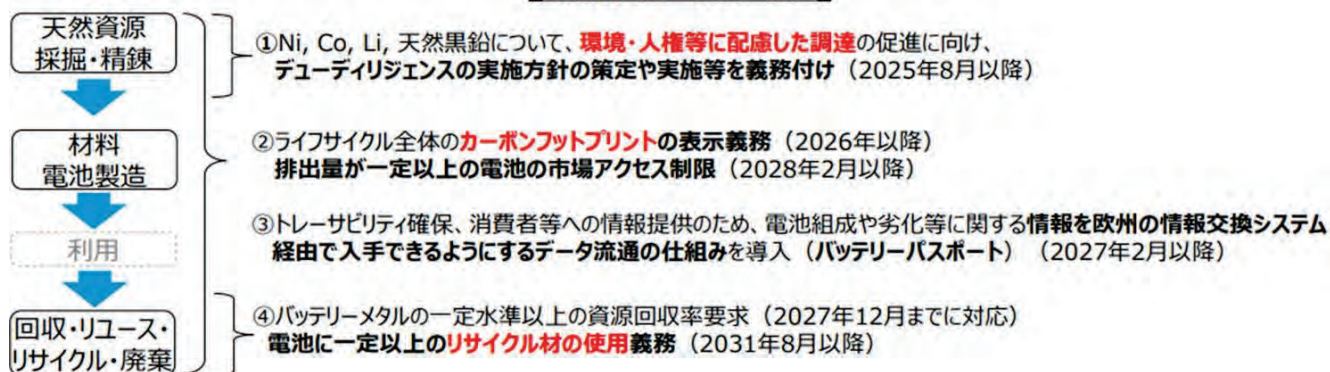 天然資源
採掘・精錬
①Ni, Co, Li, 天然黒鉛について、環境・人権等に配慮した調達の促進に向け、
デューディリジェンスの実施方針の策定や実施等を義務付け（2025年8月以降）
材料
電池製造
②ライフサイクル全体のカーボンフットプリントの表示義務（2026年以降）
排出量が一定以上の電池の市場アクセス制限（2028年2月以降）
利用
③トレーサビリティ確保、消費者等への情報提供のため、電池組成や劣化等に関する情報を欧州の情報交換システム
経由で入手できるようにするデータ流通の仕組みを導入（バッテリーパスポート）（2027年2月以降）
回収・リユース・
リサイクル・廃棄
④バッテリーメタルの一定水準以上の資源回収率要求（2027年12月までに対応）
電池に一定以上のリサイクル材の使用義務（2031年8月以降）